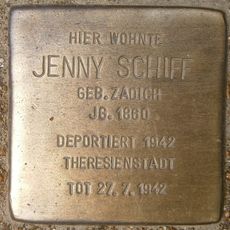 HIER WOHNTE
JENNY SCHIFF
GEB. ZADICH
JG. 1860
DEPORTIERT 1942
THERESIENSTADT
TOT 27. 7. 1942